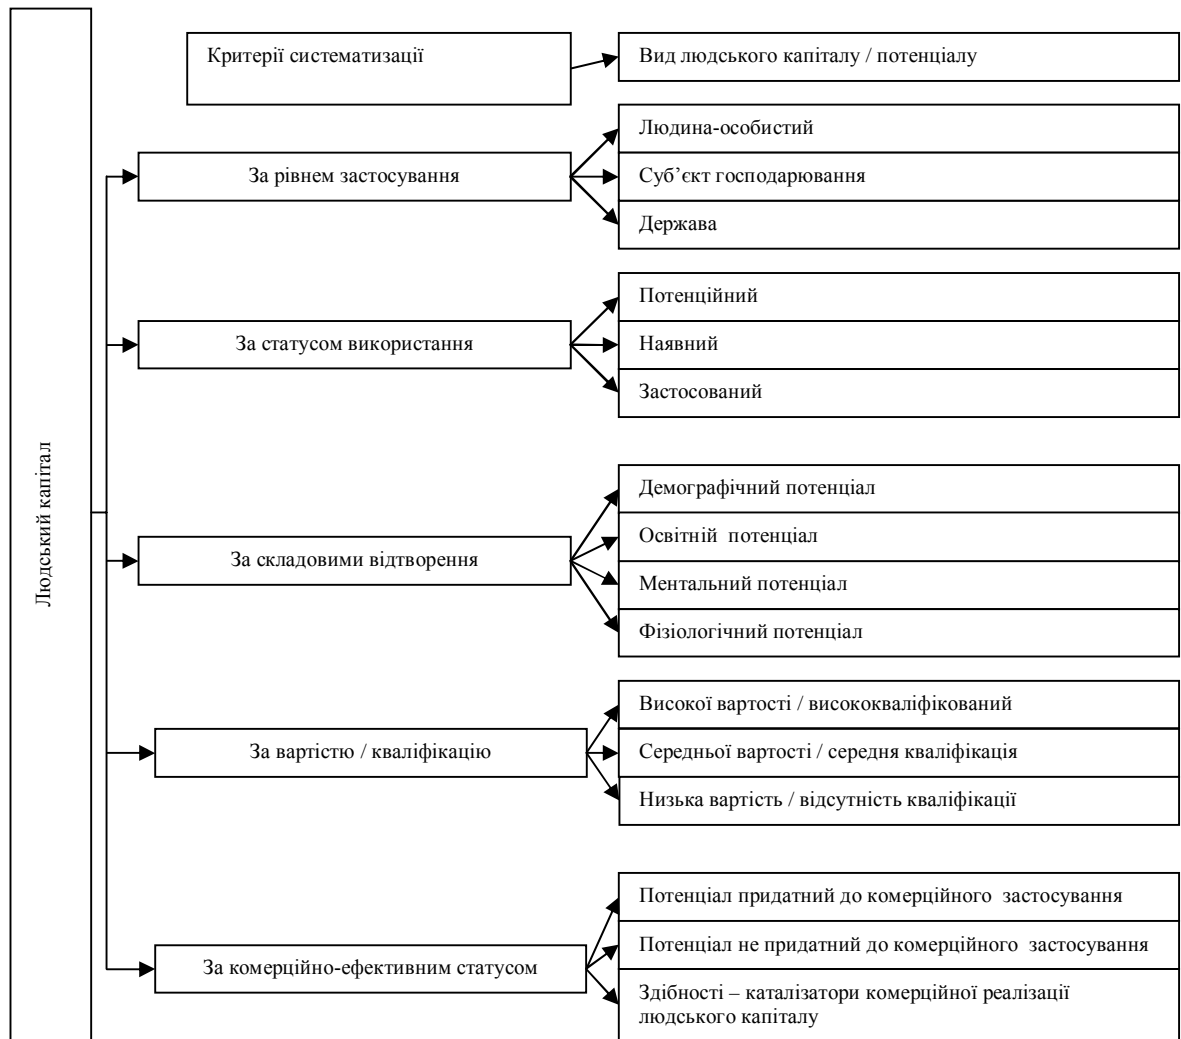 Людський капітал
Критерії систематизації
Вид людського капіталу / потенціалу
За рівнем застосування
Людина-особистий
Суб’єкт господарювання
Держава
За статусом використання
Потенційний
Наявний
Застосований
За складовими відтворення
Демографічний потенціал
Освітній потенціал
Ментальний потенціал
Фізіологічний потенціал
За вартістю / кваліфікацію
Високої вартості / висококваліфікований
Середньої вартості / середня кваліфікація
Низька вартість / відсутність кваліфікації
За комерційно-ефективним статусом
Потенціал придатний до комерційного застосування
Потенціал не придатний до комерційного застосування
Здібності – каталізатори комерційної реалізації
людського капіталу